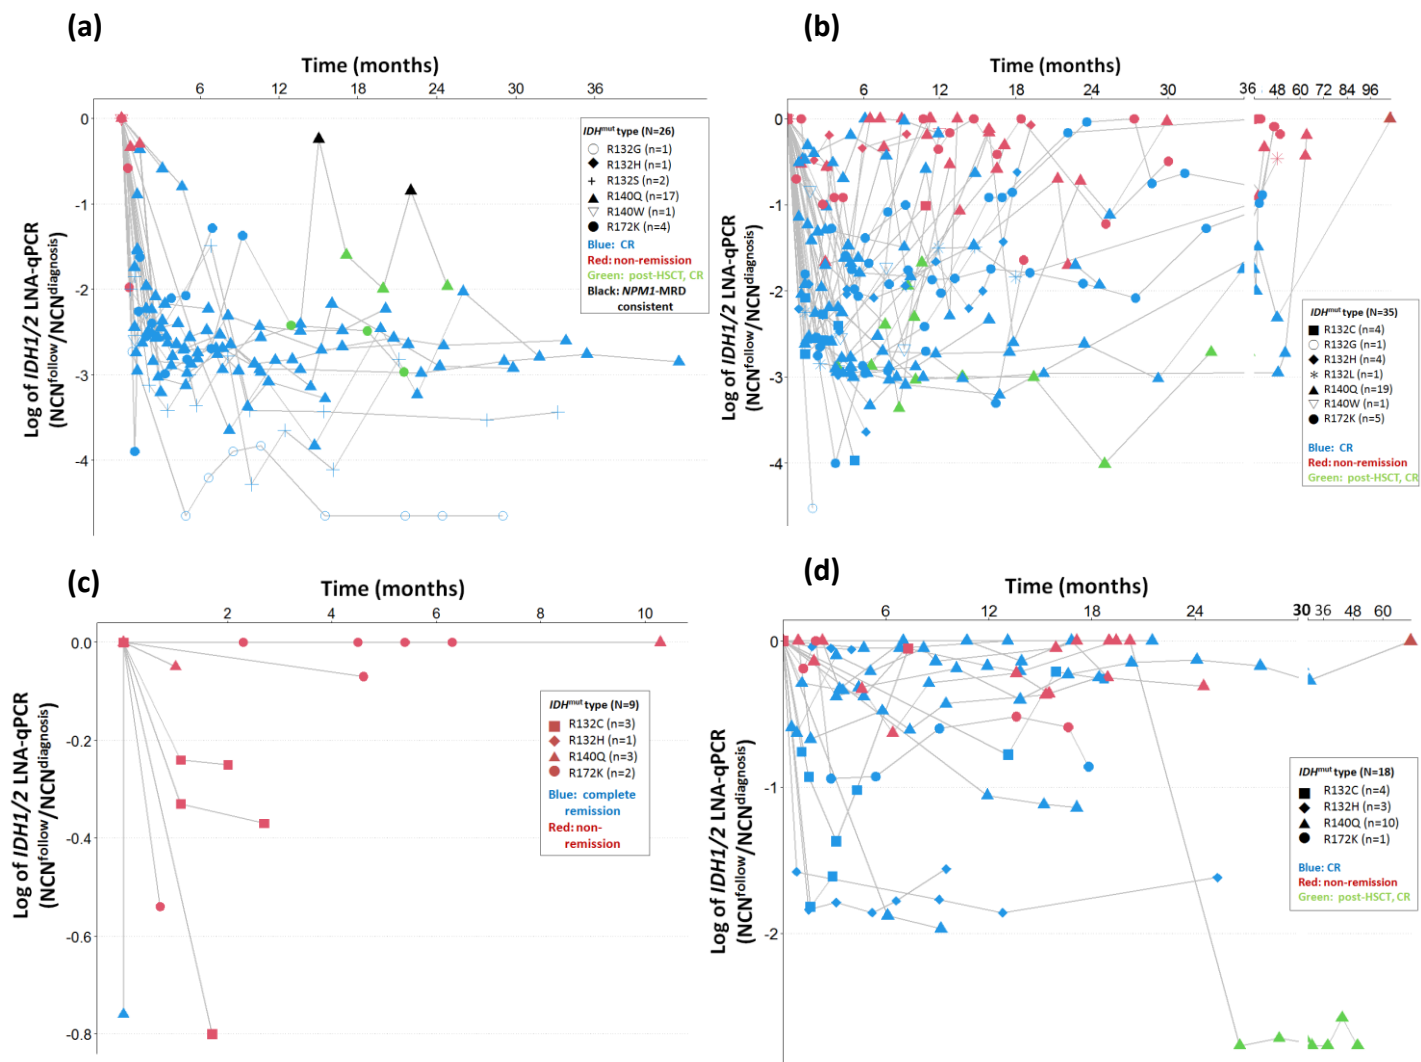 (a)
Time (months)
6 12 18 24 30 36
0
-1
-2
-3
-4
Log of IDH1/2 LNA-qPCR
(NCNfollow/NCNdiagnosis)
IDHmut type (N=26)
R132G (n=1)
R132H (n=1)
R132S (n=2)
R140Q (n=17)
R140W (n=1)
R172K (n=4)
Blue: CR
Red: non-remission
Green: post-HSCT, CR
Black: NPM1-MRD
consistent
(b)
Time (months)
6 12 18 24 30 36 48 60 72 84 96
0
-1
-2
-3
-4
Log of IDH1/2 LNA-qPCR
(NCNfollow/NCNdiagnosis)
IDHmut type (N=35)
R132C (n=4)
R132G (n=1)
R132H (n=4)
R132L (n=1)
R140Q (n=19)
R140W (n=1)
R172K (n=5)
Blue: CR
Red: non-remission
Green: post-HSCT, CR
(c)
Time (months)
2 4 6 8 10
0.0
-0.2
-0.4
-0.6
-0.8
Log of IDH1/2 LNA-qPCR
(NCNfollow/NCNdiagnosis)
IDHmut type (N=9)
R132C (n=3)
R132H (n=1)
R140Q (n=3)
R172K (n=2)
Blue: complete
remission
Red: non-
remission
(d)
Time (months)
6 12 18 24 30 36 48 60
0
-1
-2
Log of IDH1/2 LNA-qPCR
(NCNfollow/NCNdiagnosis)
IDHmut type (N=18)
R132C (n=4)
R132H (n=3)
R140Q (n=10)
R172K (n=1)
Blue: CR
Red: non-remission
Green: post-HSCT, CR